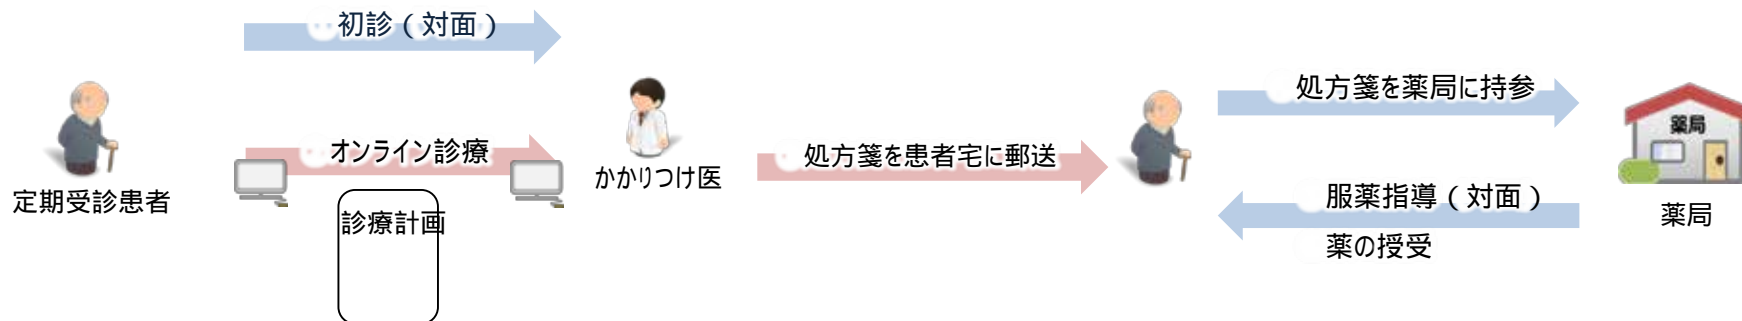 初診(対面)
オンライン診療
診療計画
定期受診患者
かかりつけ医
処方箋を患者宅に郵送
処方箋を薬局に持参
服薬指導(対面)
薬の授受
薬局
薬局